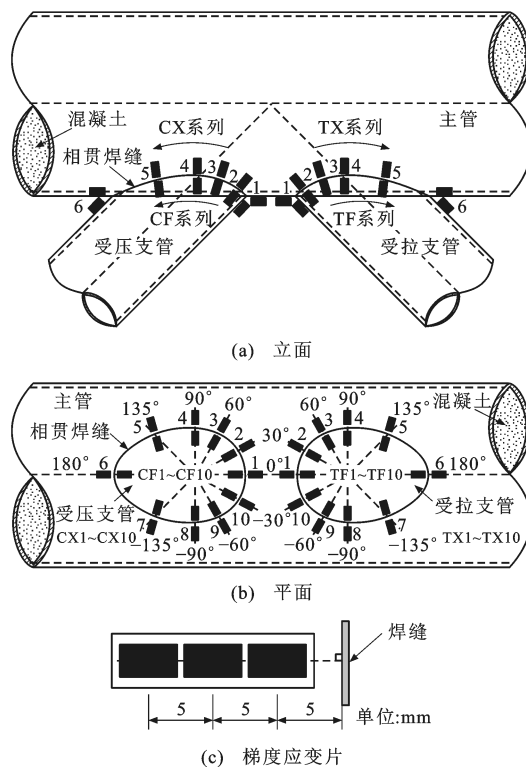 CX系列 TX系列 主管
混凝土
相贯焊缝
5 4 3 2 1 1 2 3 4 5
6 CF系列 TF系列 6
受压支管 受拉支管
(a) 立面
主管 90° 60° 60° 90° 混凝土
135° 135°
相贯焊缝 5 4 3 2 30° 3 4 5
180° 6 CF1~CF10 1 0° 1 TF1~TF10 6 180°
受压支管 受拉支管
CX1~CX10 7 8 9 10 −30° 10 9 8 7 TX1~TX10
−135° −90° −60° −60° −90° −135°
(b) 平面
焊缝
5 5 5 单位:mm
(c) 梯度应变片